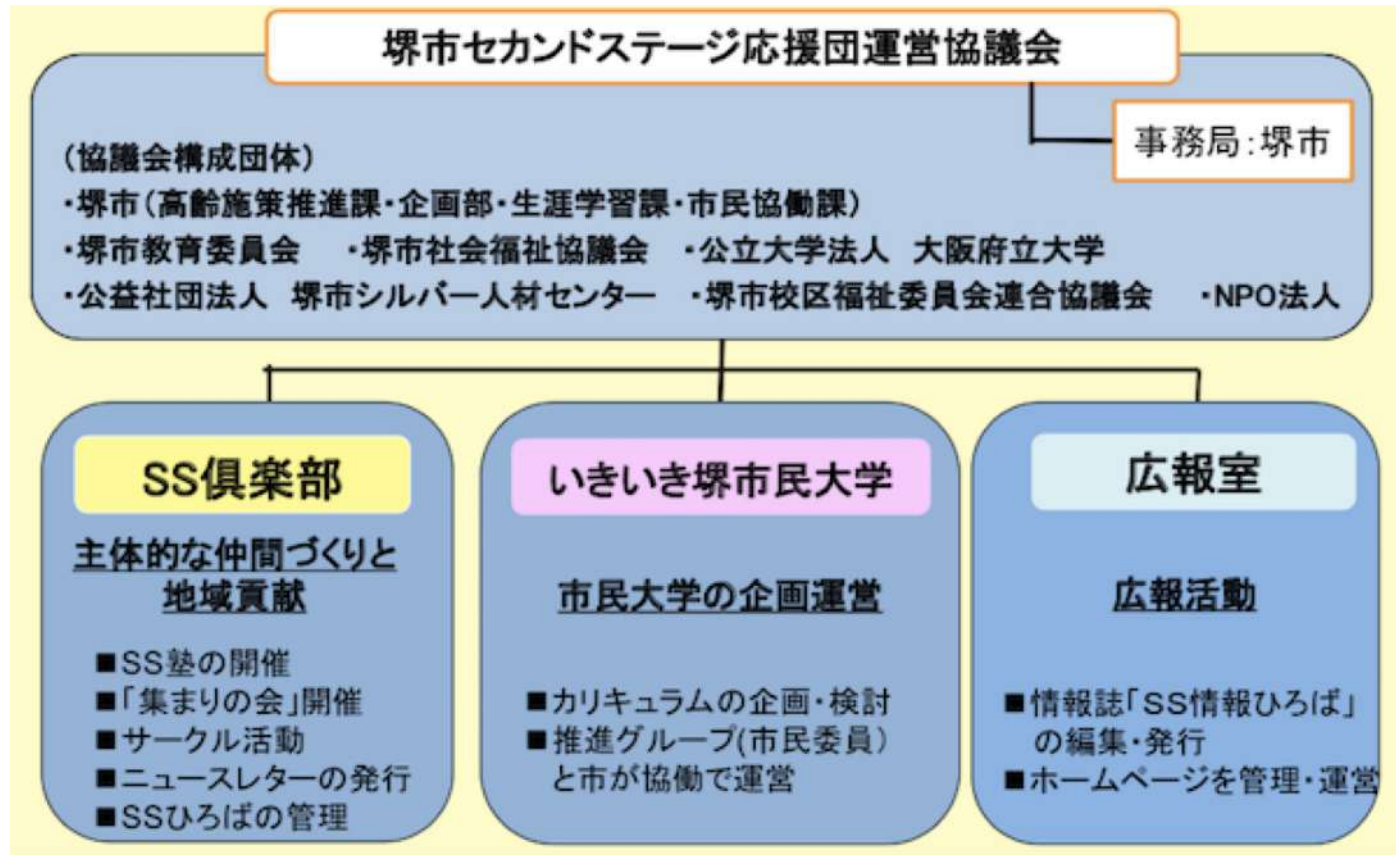 堺市セカンドステージ応援団運営協議会
事務局:堺市
(協議会構成団体)
・堺市(高齢施策推進課・企画部・生涯学習課・市民協働課)
・堺市教育委員会 ・堺市社会福祉協議会 ・公立大学法人 大阪府立大学
・公益社団法人 堺市シルバー人材センター ・堺市校区福祉委員会連合協議会 ・NPO法人
SS倶楽部
主体的な仲間づくりと
地域貢献
■SS塾の開催
■「集まりの会」開催
■サークル活動
■ニュースレターの発行
■SSひろばの管理
いきいき堺市民大学
市民大学の企画運営
■カリキュラムの企画・検討
■推進グループ(市民委員)
と市が協働で運営
広報室
広報活動
■情報誌「SS情報ひろば」
の編集・発行
■ホームページを管理・運営